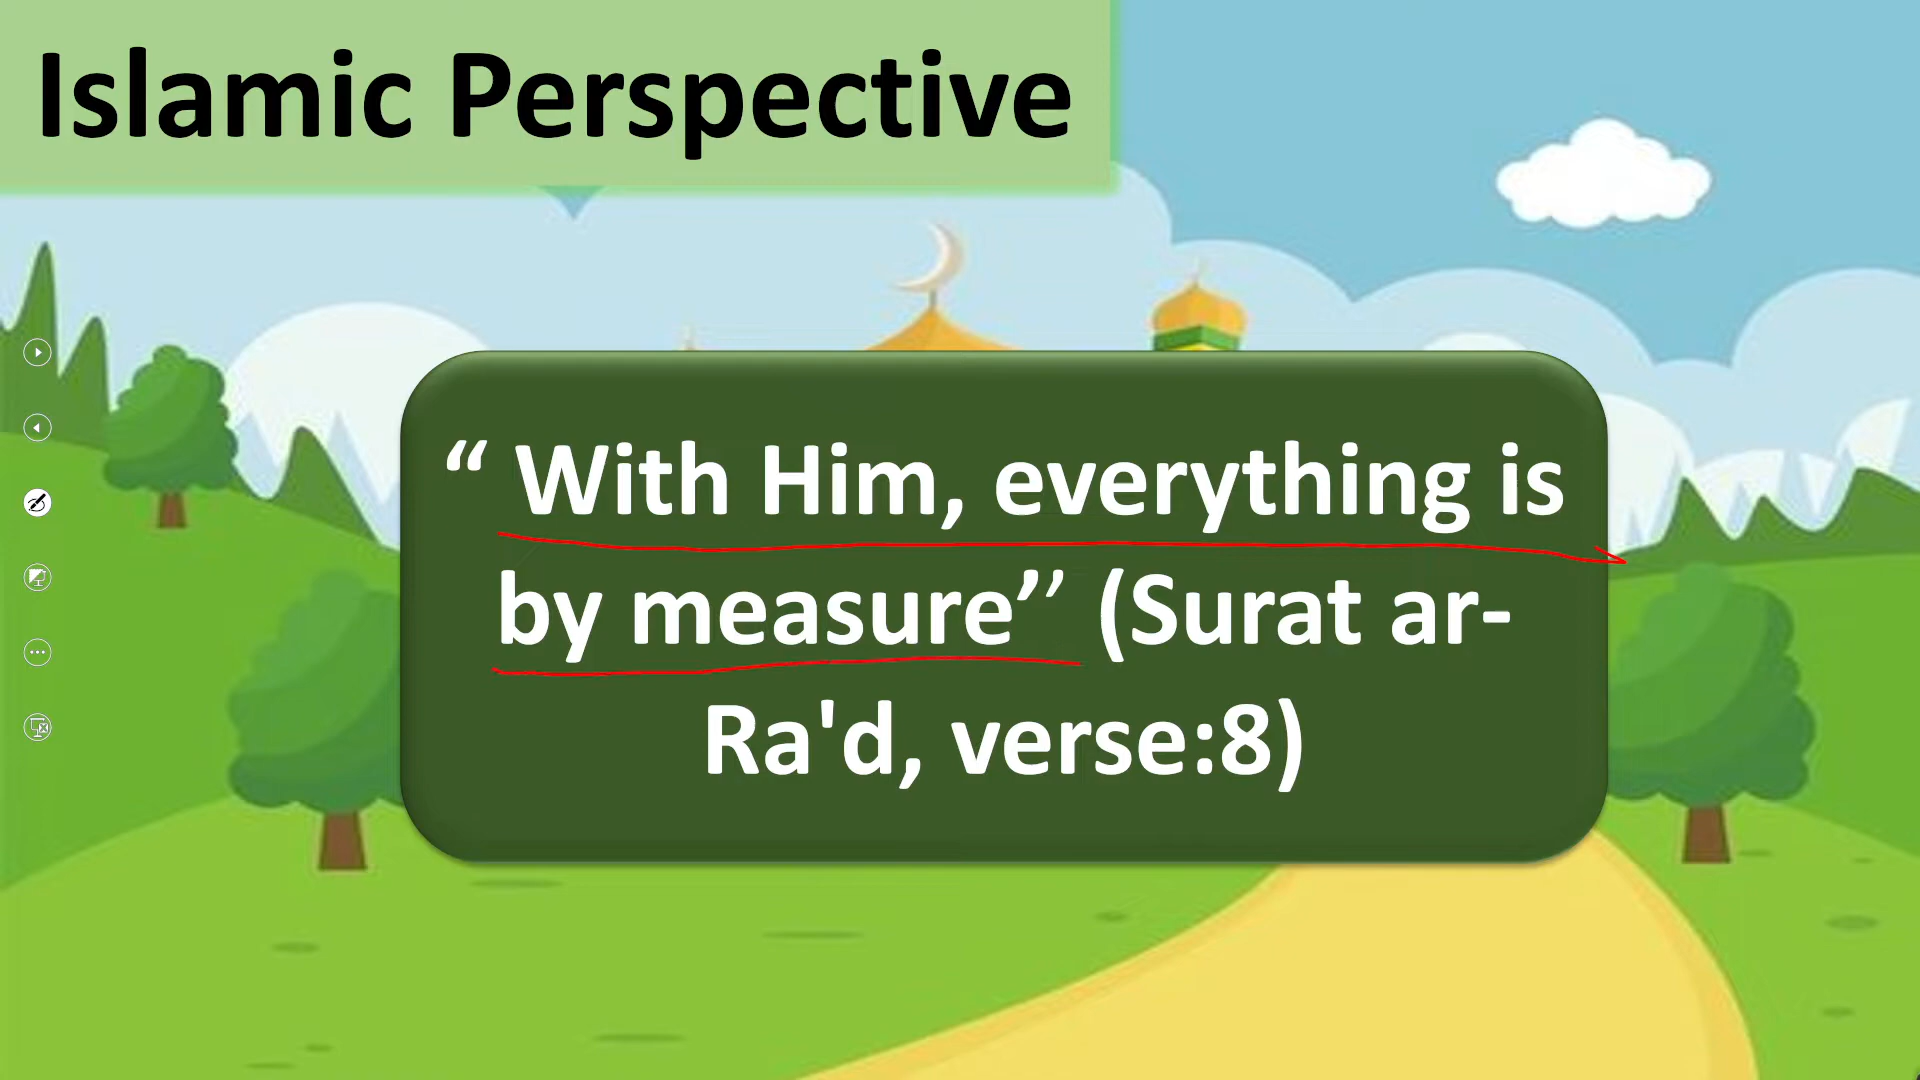 Islamic Perspective
“ With Him, everything is
by measure’’ (Surat ar-
Ra'd, verse:8)